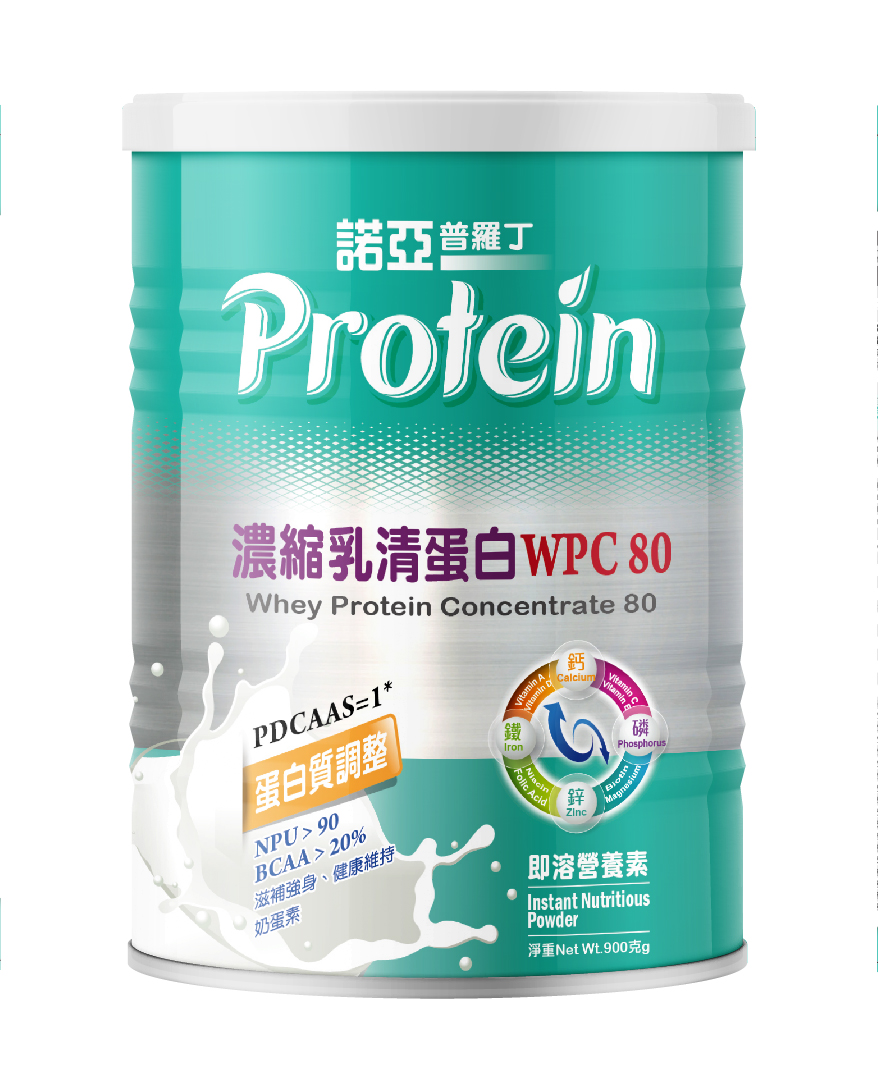 諾亞普羅丁
Protein
濃縮乳清蛋白WPC 80
Whey Protein Concentrate 80
PDCAAS=1*
蛋白質調整
NPU > 90
BCAA > 20%
滋補強身、健康維持
奶蛋素
鈣
Calcium
Vitamin A
Vitamin D
Vitamin C
Vitamin E
鐵
Iron
磷
Phosphorus
Niacin
Folic Acid
Biotin
Magnesium
鋅
Zinc
即溶營養素
Instant Nutritious
Powder
淨重Net Wt.900克g